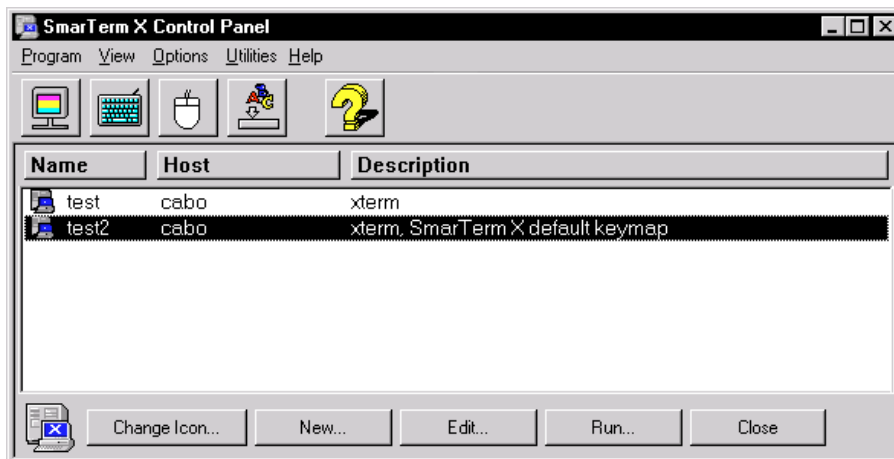 SmarTerm X Control Panel
Program View Options Utilities Help
Name Host Description
test cabo xterm
test2 cabo xterm, SmarTerm X default keymap
Change Icon... New... Edit... Run... Close